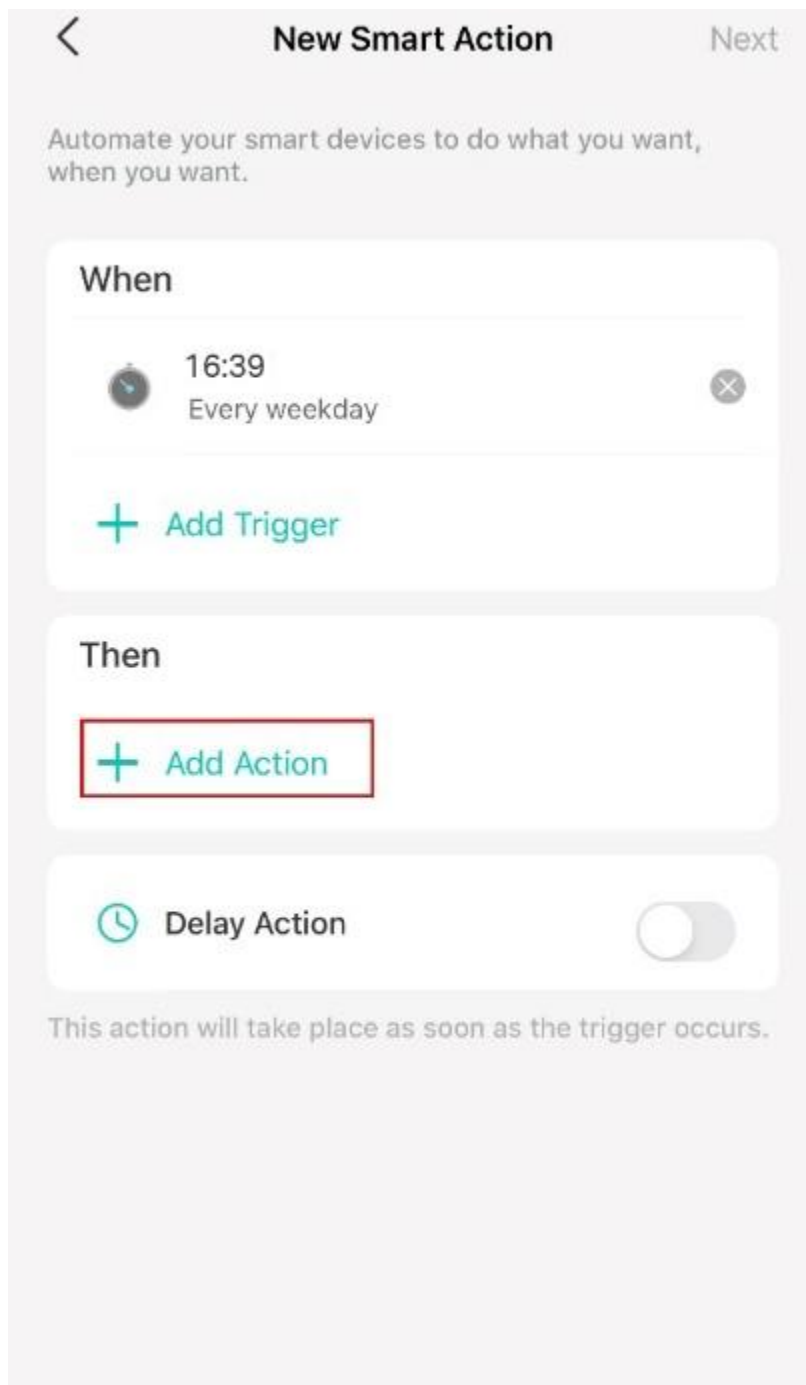 New Smart Action
Next
Automate your smart devices to do what you want,
when you want.
When
16:39
Every weekday
Add Trigger
Then
Add Action
Delay Action
This action will take place as soon as the trigger occurs.